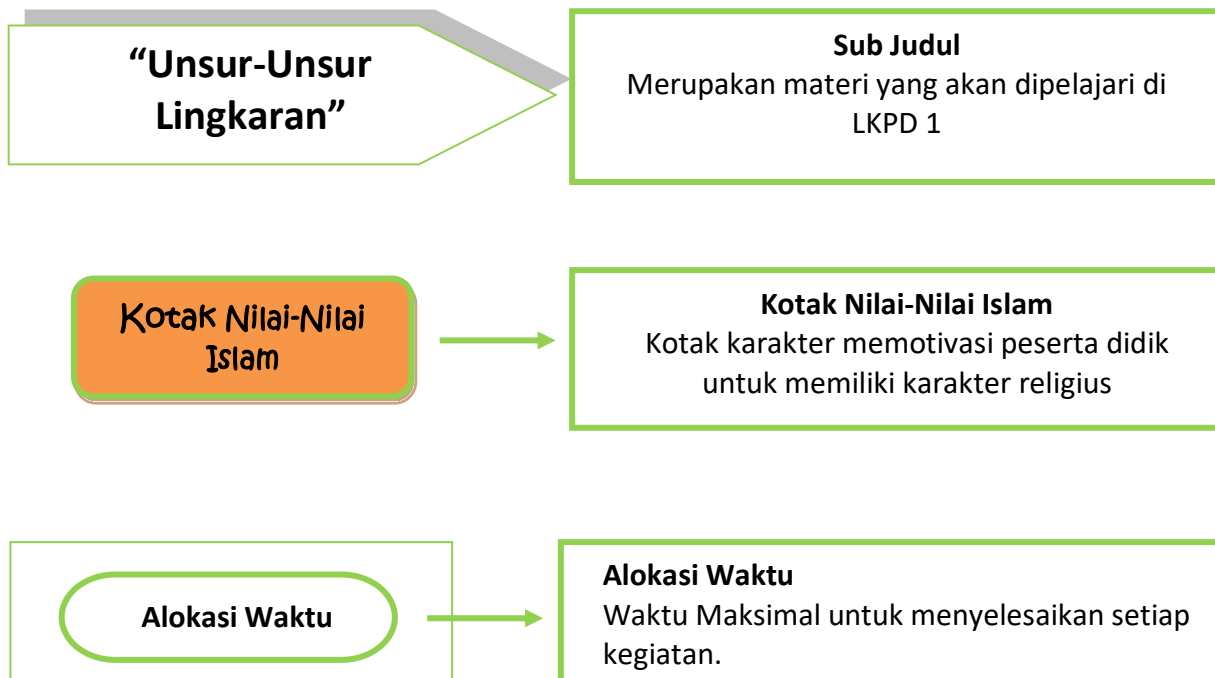 “Unsur-Unsur
Lingkaran”
Sub Judul
Merupakan materi yang akan dipelajari di
LKPD 1
Kotak Nilai-Nilai
Islam
Kotak Nilai-Nilai Islam
Kotak karakter memotivasi peserta didik
untuk memiliki karakter religius
Alokasi Waktu
Alokasi Waktu
Waktu Maksimal untuk menyelesaikan setiap
kegiatan.